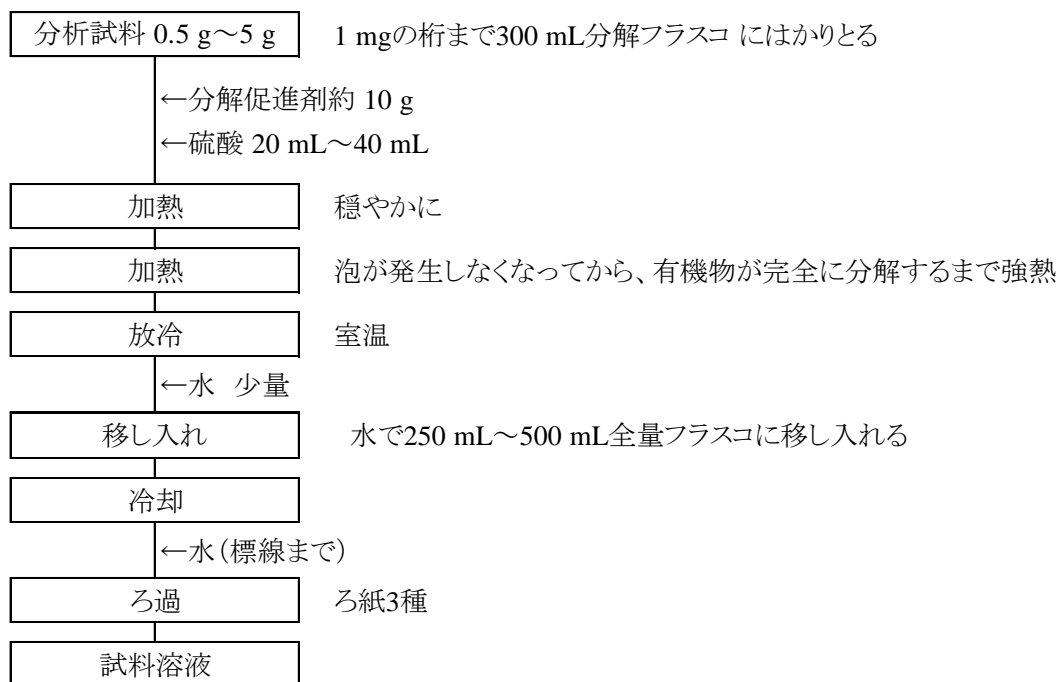 分析試料 0.5 g～5 g 1 mgの桁まで300 mL分解フラスコ にはかりとる
←分解促進剤約 10 g
←硫酸 20 mL～40 mL
加熱 穏やかに
加熱 泡が発生しなくなってから、有機物が完全に分解するまで強熱
放冷 室温
←水 少量
移し入れ 水で250 mL～500 mL全量フラスコに移し入れる
冷却
←水（標線まで）
ろ過 ろ紙3種
試料溶液